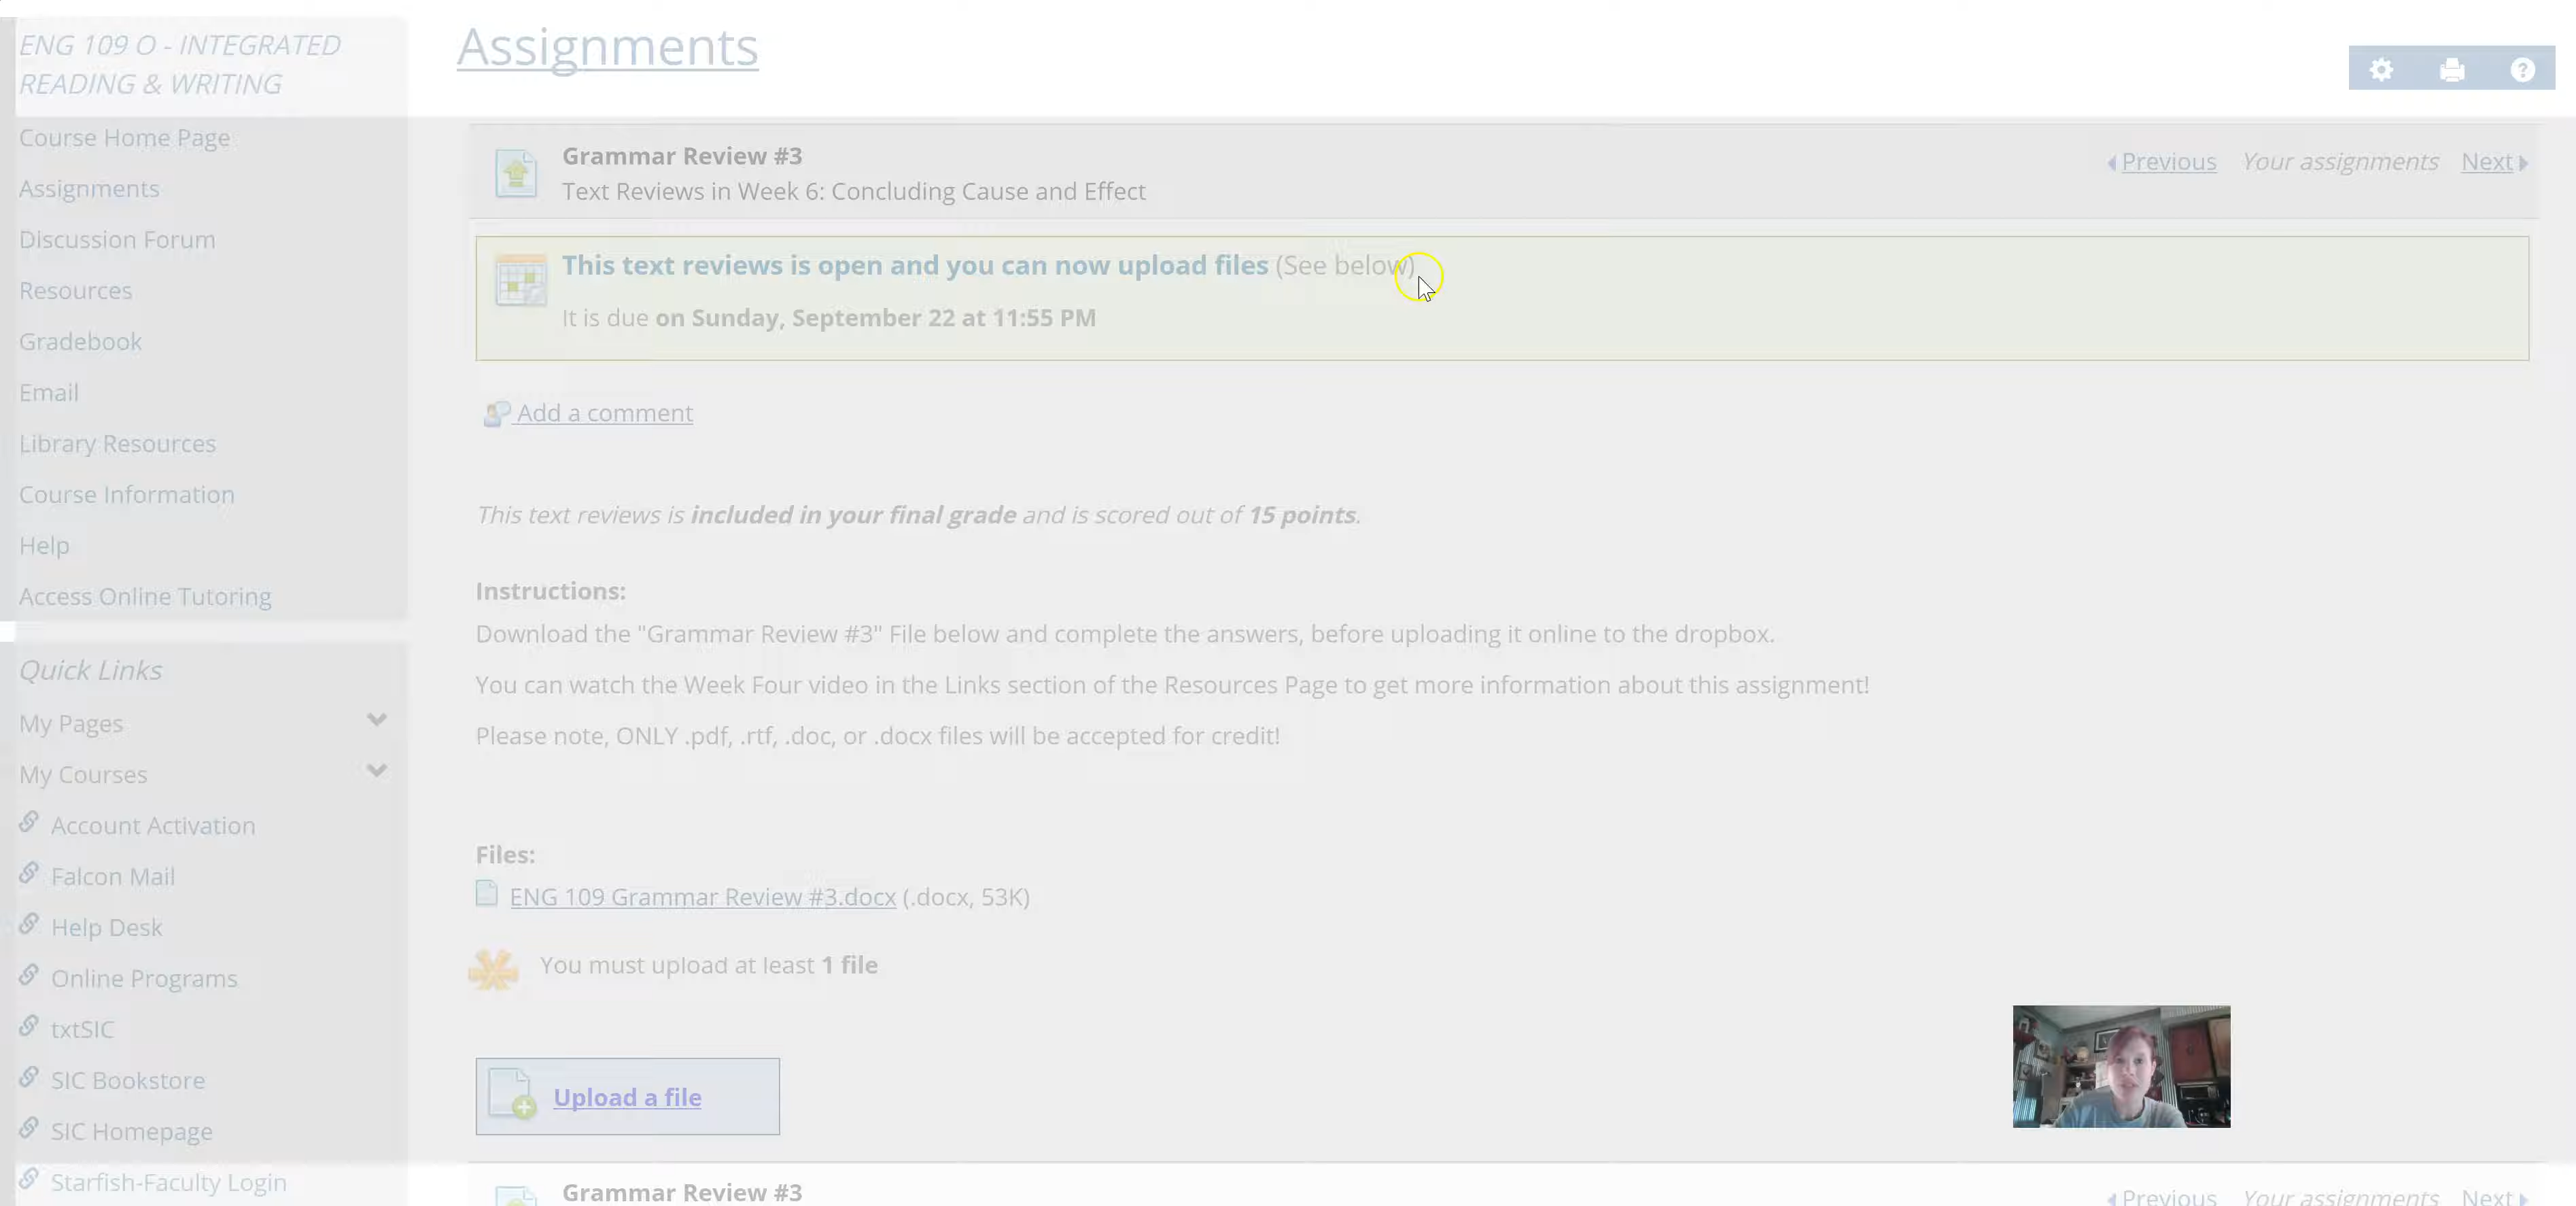 ENG 109 O - INTEGRATED
READING & WRITING
Course Home Page
Assignments
Discussion Forum
Resources
Gradebook
Email
Library Resources
Course Information
Help
Access Online Tutoring
Quick Links
My Pages
My Courses
Account Activation
Falcon Mail
Help Desk
Online Programs
txtSIC
SIC Bookstore
SIC Homepage
Starfish-Faculty Login
Assignments
Grammar Review #3
Text Reviews in Week 6: Concluding Cause and Effect
Previous Your assignments Next
This text reviews is open and you can now upload files (See below)
It is due on Sunday, September 22 at 11:55 PM
Add a comment
This text reviews is included in your final grade and is scored out of 15 points.
Instructions:
Download the "Grammar Review #3" File below and complete the answers, before uploading it online to the dropbox.
You can watch the Week Four video in the Links section of the Resources Page to get more information about this assignment!
Please note, ONLY .pdf, .rtf, .doc, or .docx files will be accepted for credit!
Files:
ENG 109 Grammar Review #3.docx (.docx, 53K)
You must upload at least 1 file
Upload a file
Grammar Review #3
Previous Your assignments Next